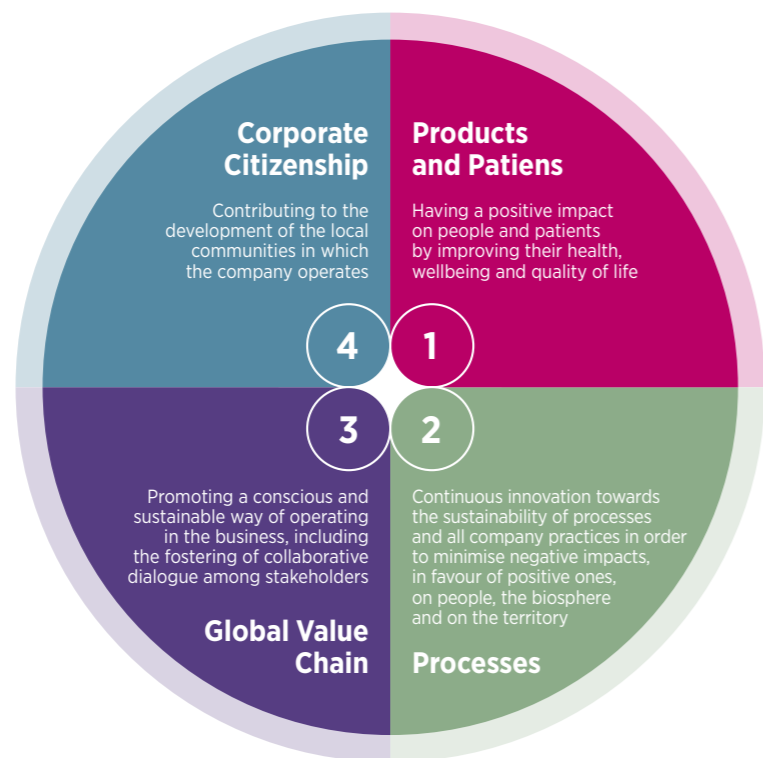 Corporate
Citizenship
Contributing to the
development of the local
communities in which
the company operates
4
Products
and Patiens
Having a positive impact
on people and patients
by improving their health,
wellbeing and quality of life
1
3
Promoting a conscious and
sustainable way of operating
in the business, including
the fostering of collaborative
dialogue among stakeholders
Global Value
Chain
2
Continuous innovation towards
the sustainability of processes
and all company practices in order
to minimise negative impacts,
in favour of positive ones,
on people, the biosphere
and on the territory
Processes